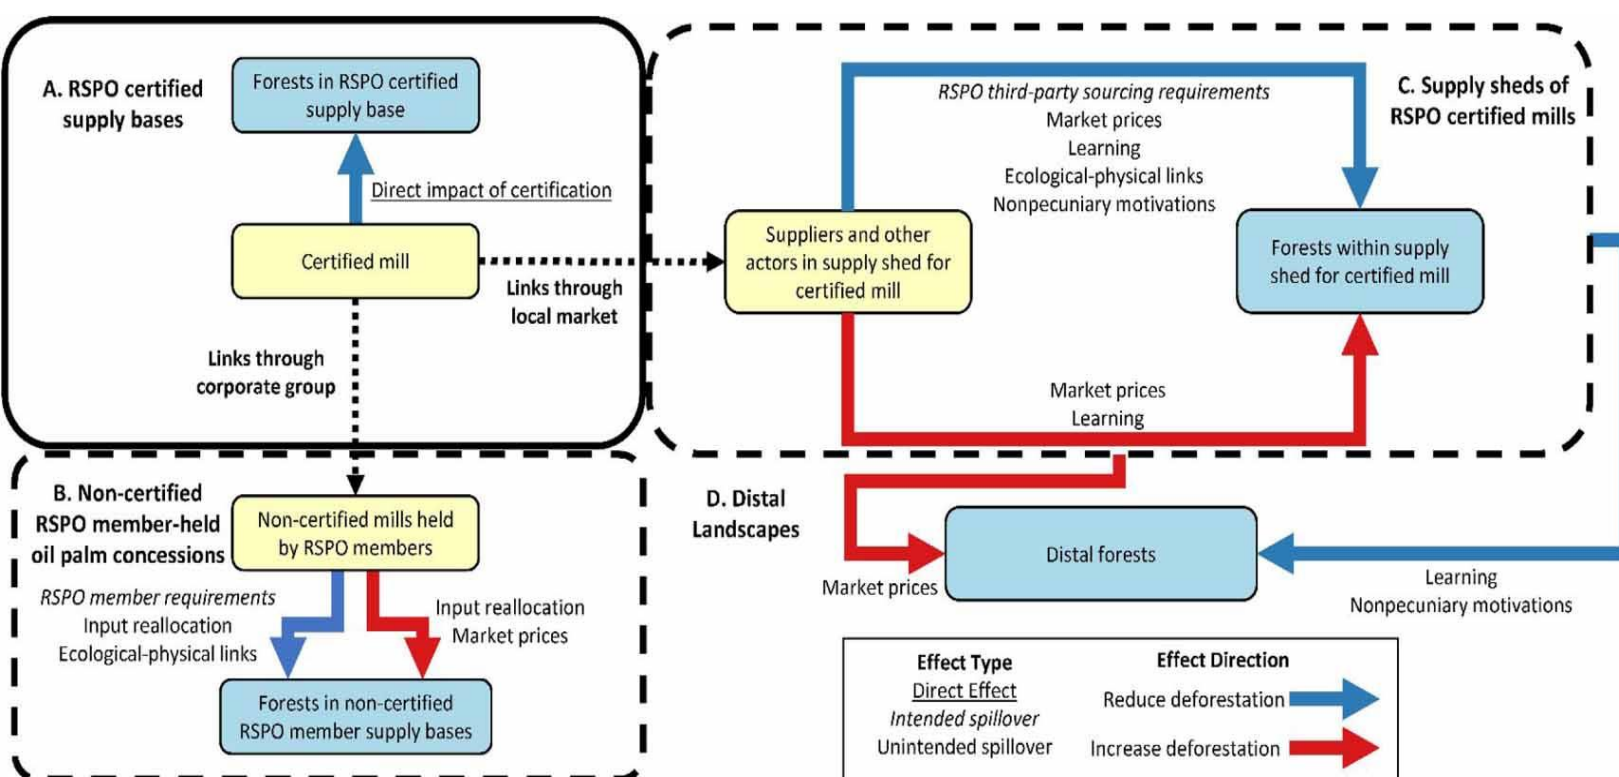 A. RSPO certified
supply bases
Forests in RSPO certified
supply base
Direct impact of certification
Certified mill
Links through
local market
Links through
corporate group
RSPO third-party sourcing requirements
Market prices
Learning
Ecological-physical links
Nonpecuniary motivations
C. Supply sheds of
RSPO certified mills
Suppliers and other
actors in supply shed for
certified mill
Forests within supply
shed for certified mill
Market prices
Learning
B. Non-certified
RSPO member-held
oil palm concessions
Non-certified mills held
by RSPO members
RSPO member requirements
Input reallocation
Ecological-physical links
Input reallocation
Market prices
Forests in non-certified
RSPO member supply bases
D. Distal
Landscapes
Distal forests
Market prices
Learning
Nonpecuniary motivations
Effect Type
Direct Effect
Intended spillover
Unintended spillover
Effect Direction
Reduce deforestation
Increase deforestation